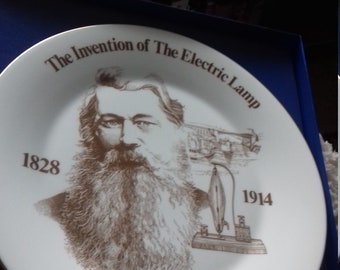 The Invention of The Electric Lamp
1828
1914